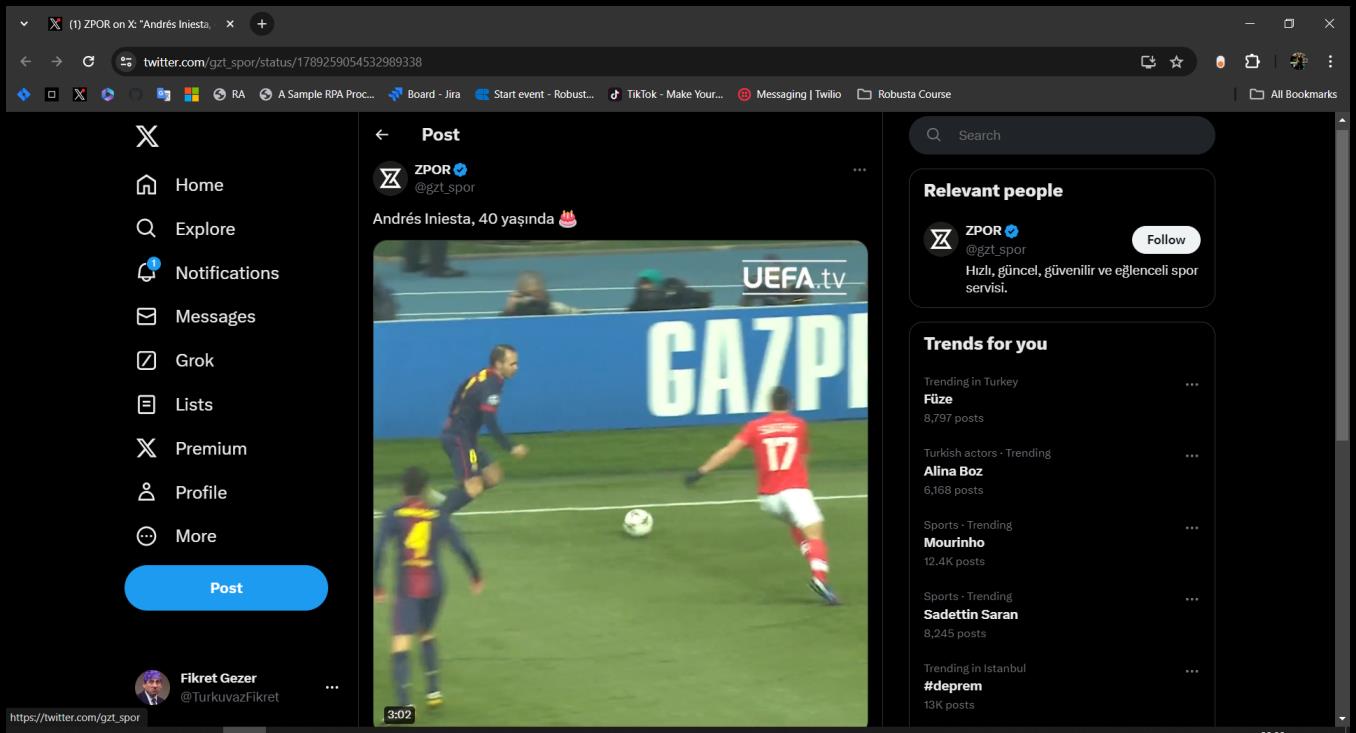 (1) ZPOR on X: "Andrés Iniesta,
twitter.com/gzt_spor/status/1789259054532989338
RA
A Sample RPA Proc...
Board - Jira
Start event - Robust...
TikTok - Make Your...
Messaging | Twilio
Robusta Course
All Bookmarks
Home
Explore
1
Notifications
Messages
Grok
Lists
Premium
Profile
More
Post
Fikret Gezer
@TurkuvazFikret
https://twitter.com/gzt_spor
Post
ZPOR
@gzt_spor
Andrés Iniesta, 40 yaşında
UEFA.tv
GAZP
17
8
4
3:02
Search
Relevant people
ZPOR
@gzt_spor
Follow
Hızlı, güncel, güvenilir ve eğlenceli spor
servisi.
Trends for you
Trending in Turkey
Füze
8,797 posts
Turkish actors · Trending
Alina Boz
6,168 posts
Sports · Trending
Mourinho
12.4K posts
Sports · Trending
Sadettin Saran
8,245 posts
Trending in Istanbul
#deprem
13K posts